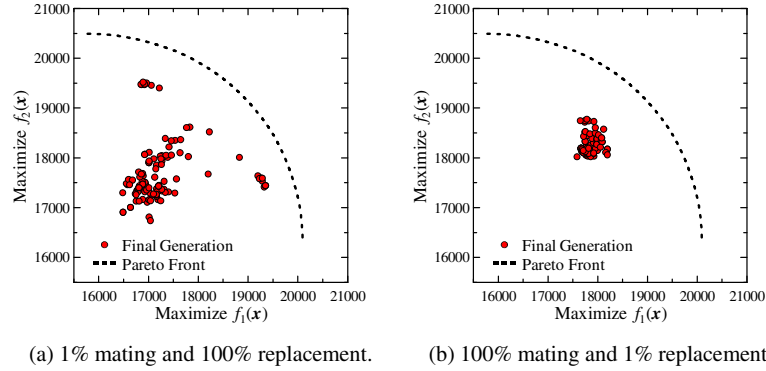 21000
20000
19000
18000
17000
16000
Maximize f2(x)
Final Generation
Pareto Front
16000 17000 18000 19000 20000 21000
Maximize f1(x)
(a) 1% mating and 100% replacement.
21000
20000
19000
18000
17000
16000
Maximize f2(x)
Final Generation
Pareto Front
16000 17000 18000 19000 20000 21000
Maximize f1(x)
(b) 100% mating and 1% replacement